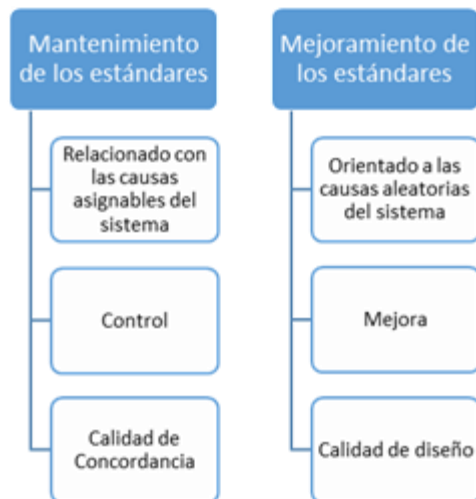 Mantenimiento
de los estándares
Relacionado con
las causas
asignables del
sistema
Control
Calidad de
Concordancia
Mejoramiento de
los estándares
Orientado a las
causas aleatorias
del sistema
Mejora
Calidad de diseño